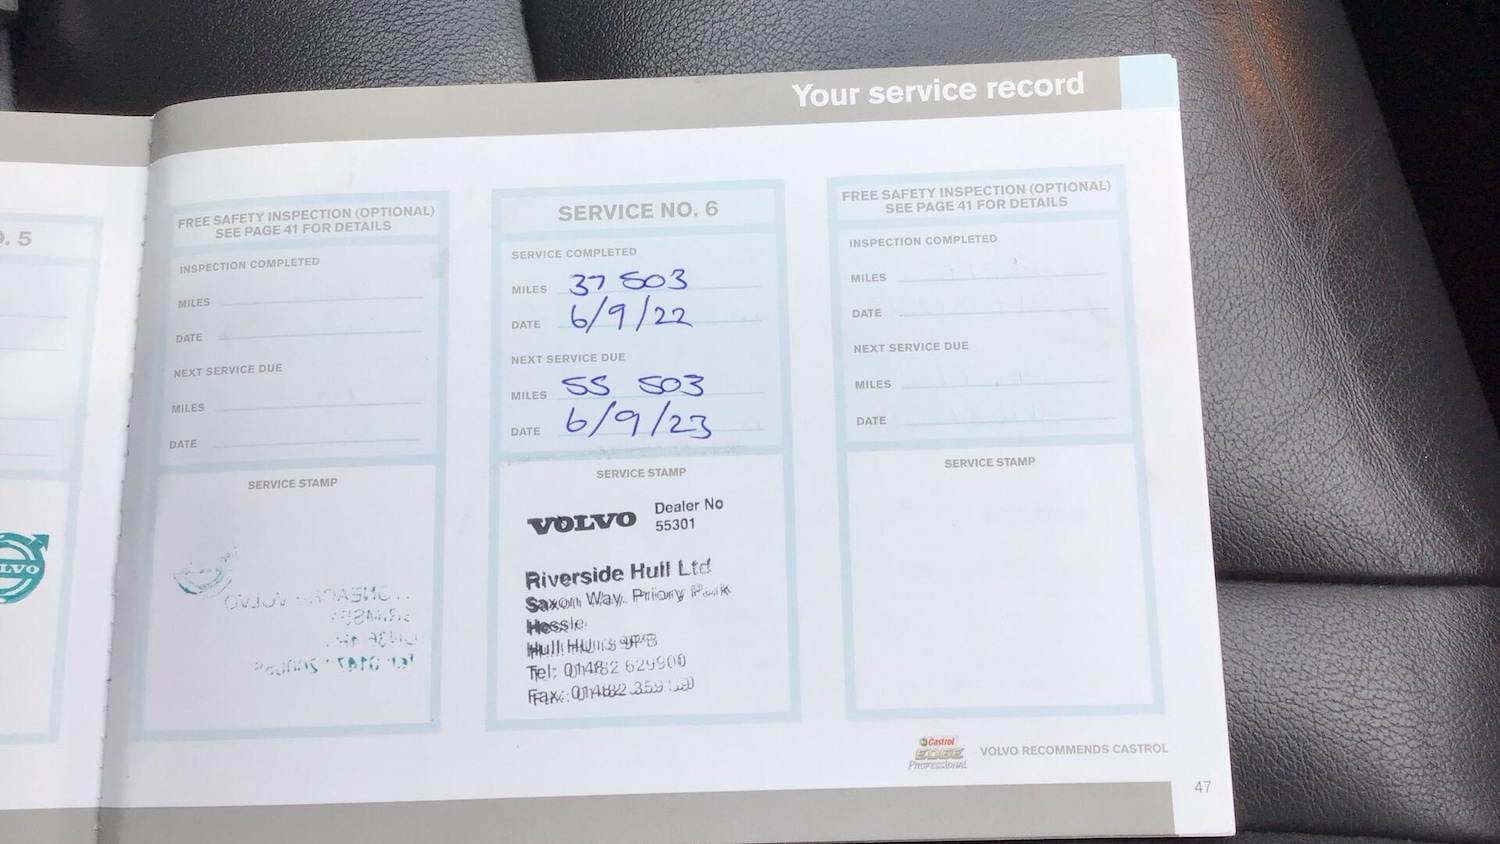 Your service record
O. 5
LVO
FREE SAFETY INSPECTION (OPTIONAL)
SEE PAGE 41 FOR DETAILS
INSPECTION COMPLETED
MILES
DATE
NEXT SERVICE DUE
MILES
DATE
SERVICE STAMP
SERVICE NO. 6
SERVICE COMPLETED
MILES 37 503
DATE 6/9/22
NEXT SERVICE DUE
MILES 55 503
DATE 6/9/23
SERVICE STAMP
VOLVO
Dealer No
55301
Riverside Hull Ltd
Saxon Way, Priory Park
Hessle
Hull
Tel: 01482 629900
Fax: 01482
FREE SAFETY INSPECTION (OPTIONAL)
SEE PAGE 41 FOR DETAILS
INSPECTION COMPLETED
MILES
DATE
NEXT SERVICE DUE
MILES
DATE
SERVICE STAMP
Castrol
EDGE
PROFESSIONAL
VOLVO RECOMMENDS CASTROL
47